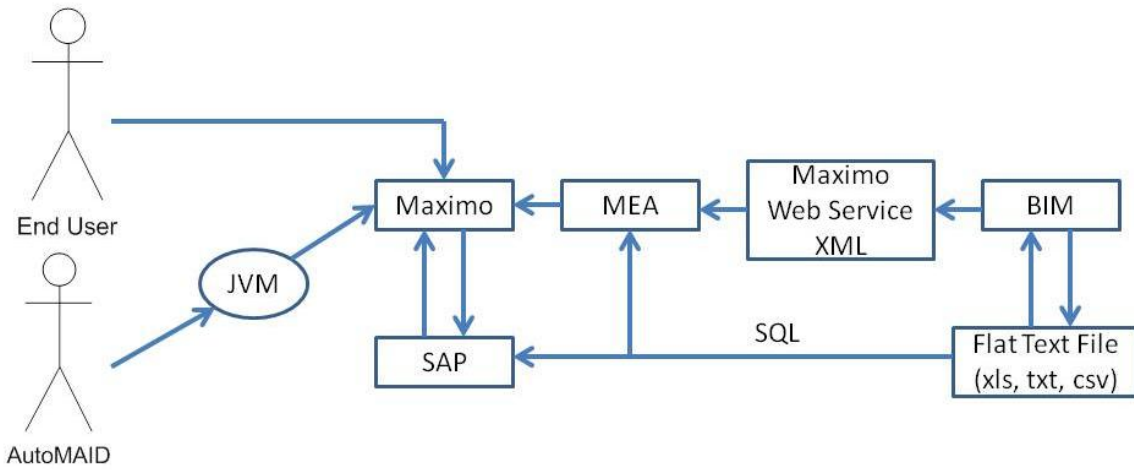 End User
AutoMAID
JVM
Maximo
MEA
Maximo
Web Service
XML
BIM
SAP
SQL
Flat Text File
(xls, txt, csv)